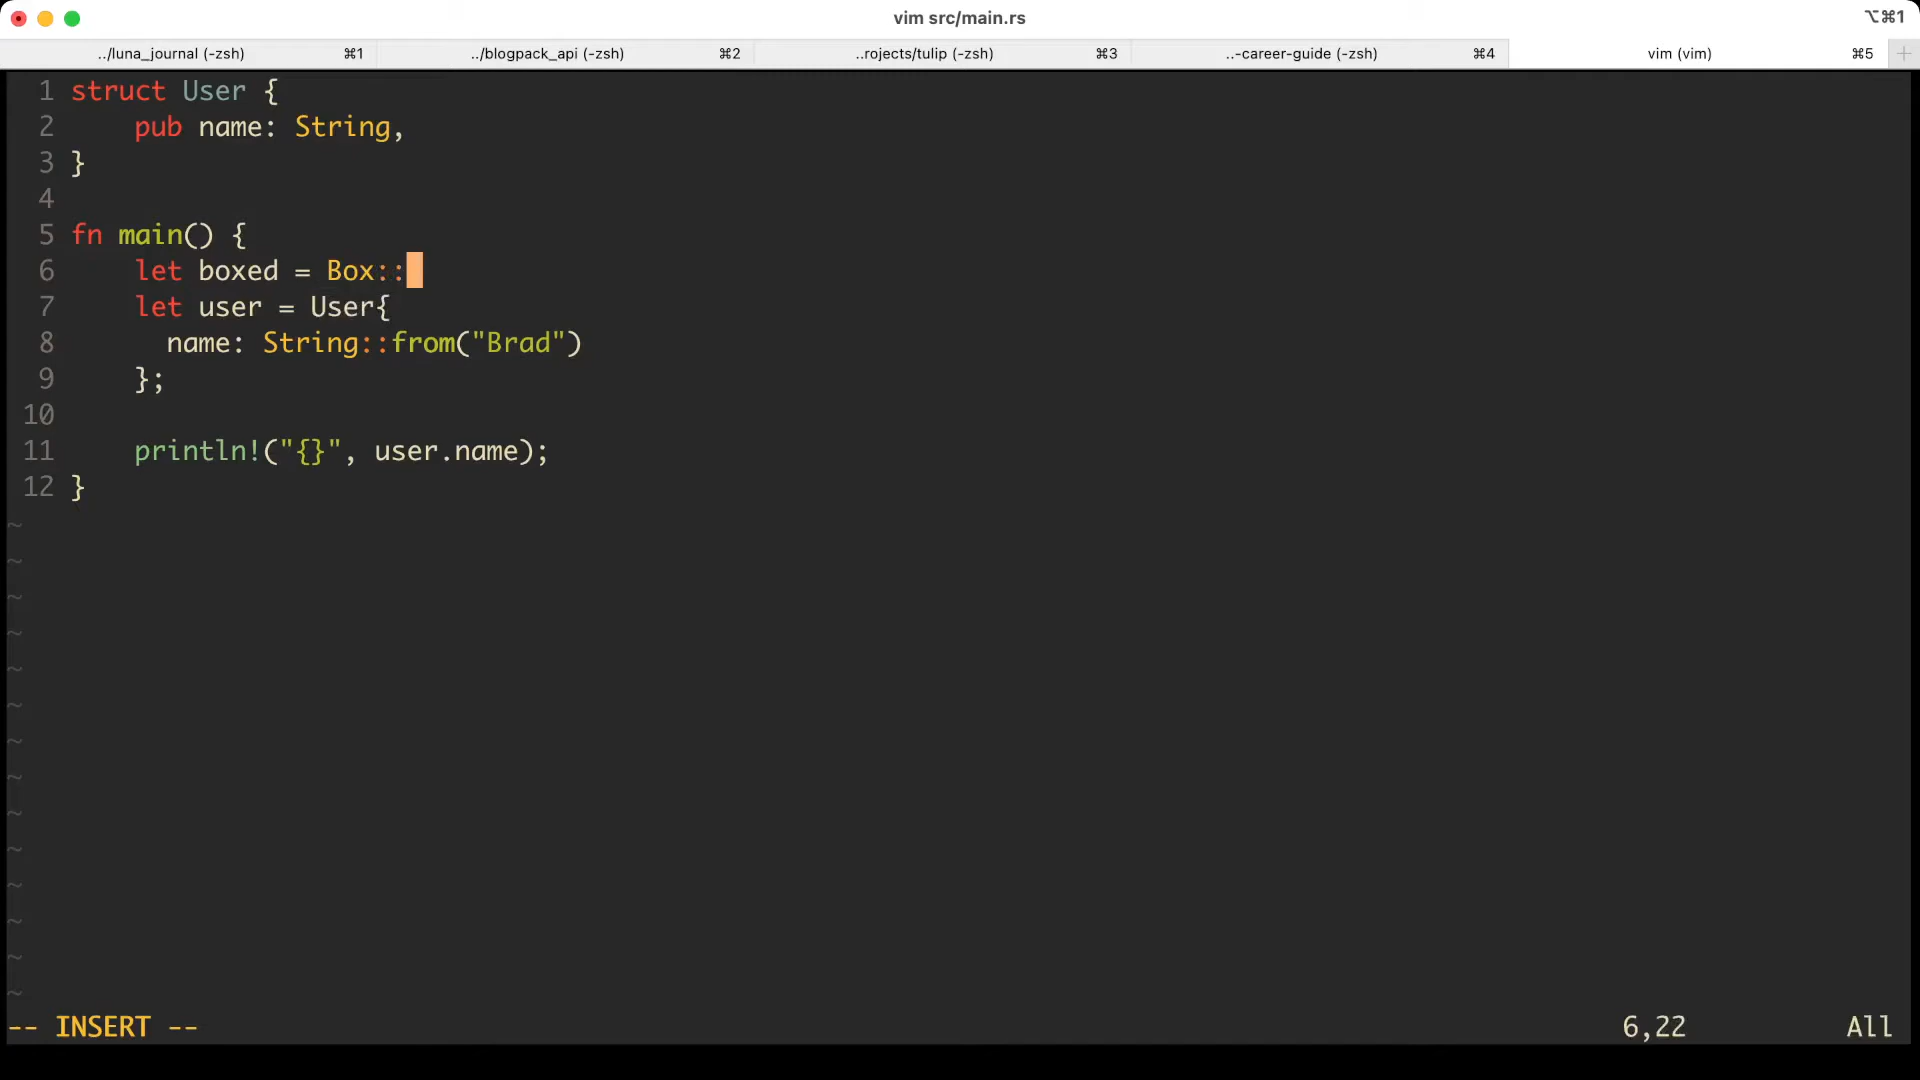 vim src/main.rs
⌥⌘1
../luna_journal (-zsh) ⌘1 ../blogpack_api (-zsh) ⌘2 ..rojects/tulip (-zsh) ⌘3 ..-career-guide (-zsh) ⌘4 vim (vim) ⌘5 +
1 struct User {
2     pub name: String,
3 }
4
5 fn main() {
6     let boxed = Box::
7     let user = User{
8       name: String::from("Brad")
9     };
10
11     println!("{}", user.name);
12 }
~
~
~
~
~
~
~
~
~
~
~
~
~
~
-- INSERT -- 6,22 All